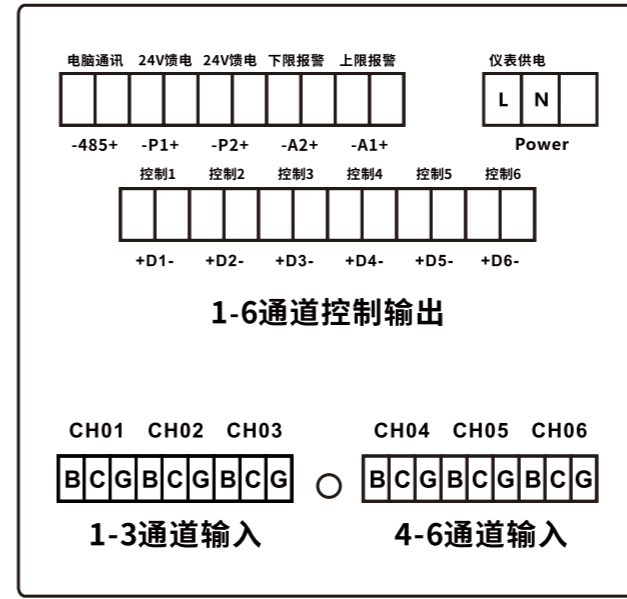 电脑通讯 24V馈电 24V馈电 下限报警 上限报警 仪表供电
L N
-485+ -P1+ -P2+ -A2+ -A1+ Power
控制1 控制2 控制3 控制4 控制5 控制6
+D1- +D2- +D3- +D4- +D5- +D6-
1-6通道控制输出
CH01 CH02 CH03 CH04 CH05 CH06
B C G B C G B C G B C G B C G B C G
1-3通道输入 4-6通道输入